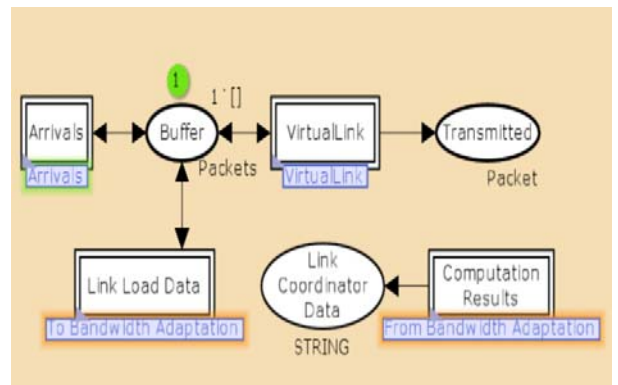 1
1`[]
Arrivals
Buffer
VirtualLink
Transmitted
Arrivals
Packets
VirtualLink
Packet
Link Load Data
Link
Coordinator
Data
Computation
Results
To Bandwidth Adaptation
From Bandwidth Adaptation
STRING